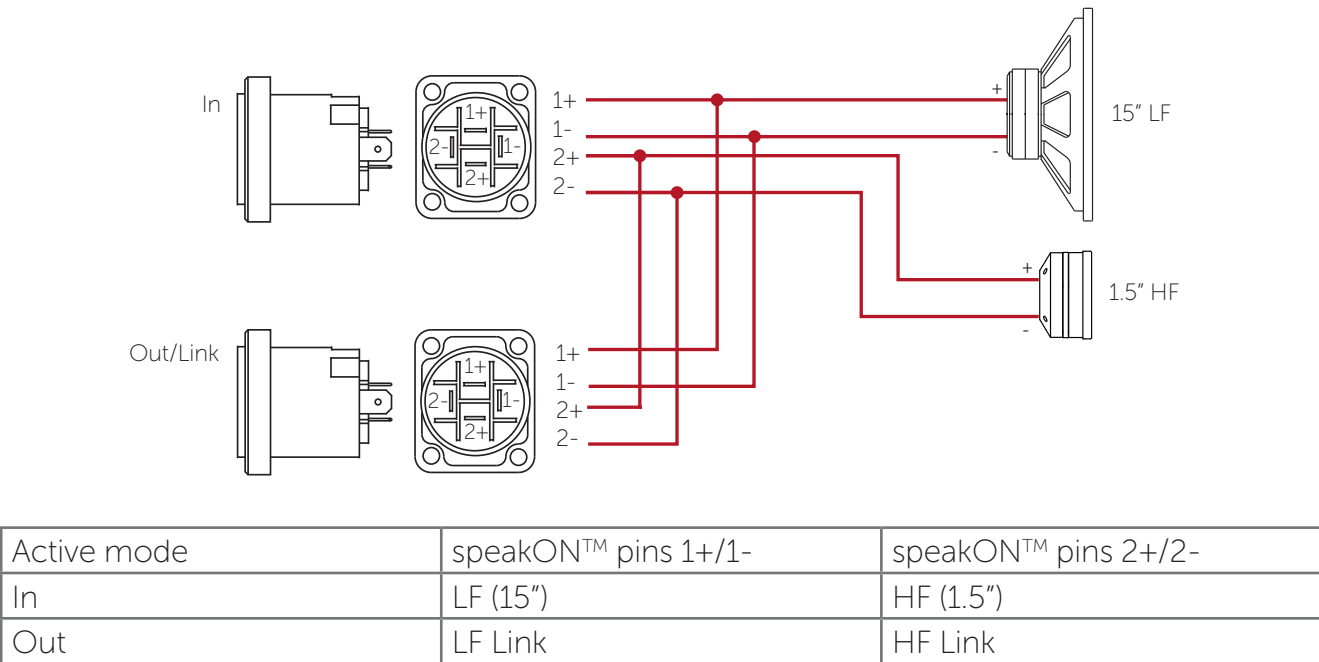 In
1+
2-
1-
2+
1+
1-
2+
2-
+
-
15” LF
+
-
1.5” HF
Out/Link
1+
2-
1-
2+
1+
1-
2+
2-
Active mode speakON™ pins 1+/1- speakON™ pins 2+/2-
In LF (15”) HF (1.5”)
Out LF Link HF Link